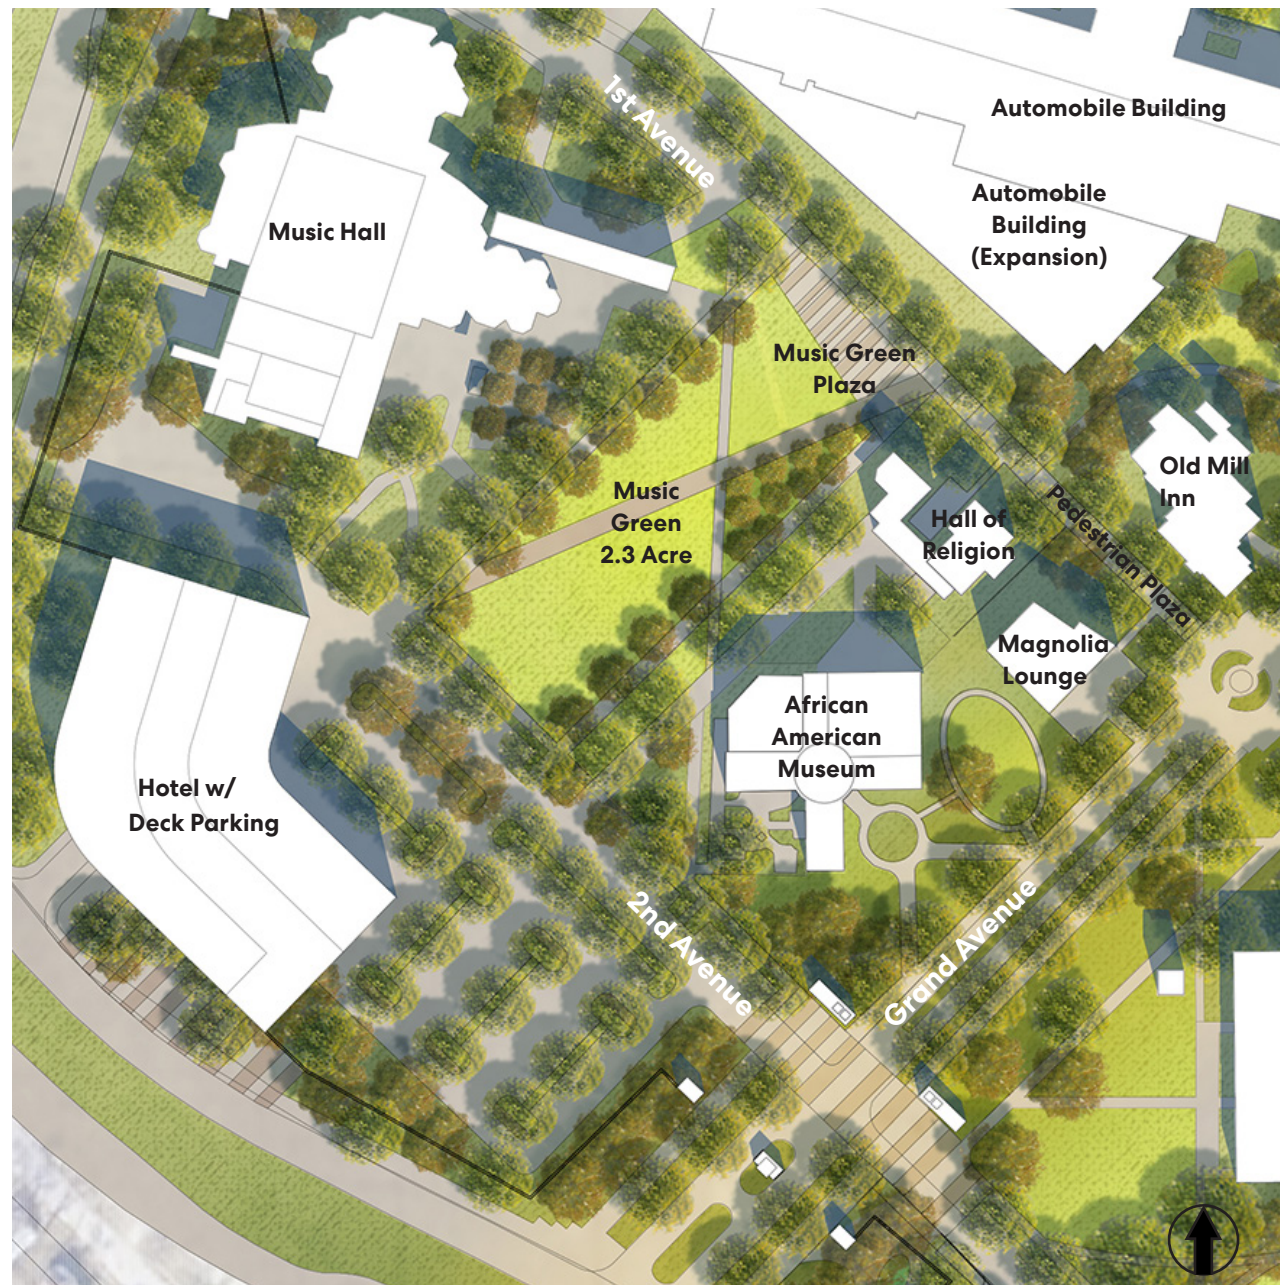 1st Avenue
Automobile Building
Automobile
Building
(Expansion)
Music Hall
Music Green
Plaza
Old Mill
Inn
Music
Green
2.3 Acre
Hall of
Religion
Pedestrian Plaza
Magnolia
Lounge
African
American
Museum
Hotel w/
Deck Parking
2nd Avenue
Grand Avenue